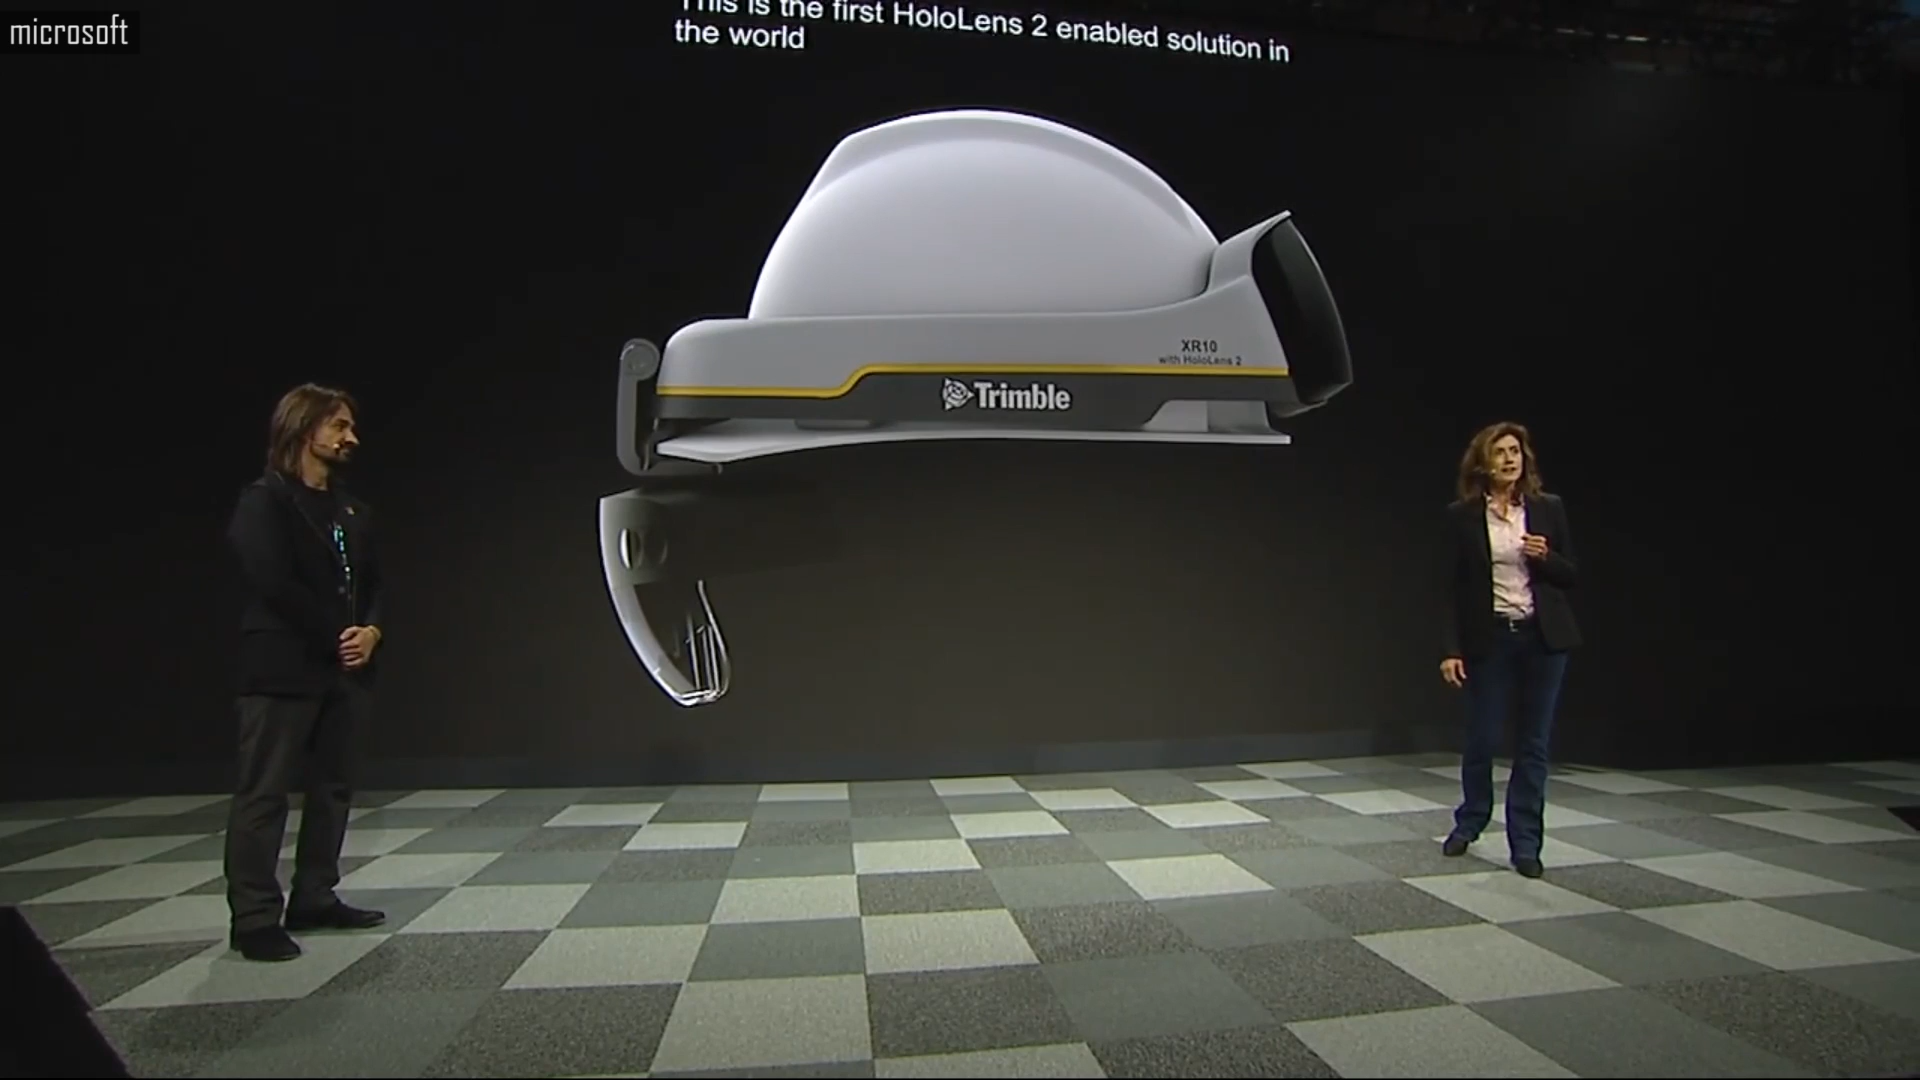 microsoft
This is the first HoloLens 2 enabled solution in
the world
XR10
with HoloLens 2
Trimble